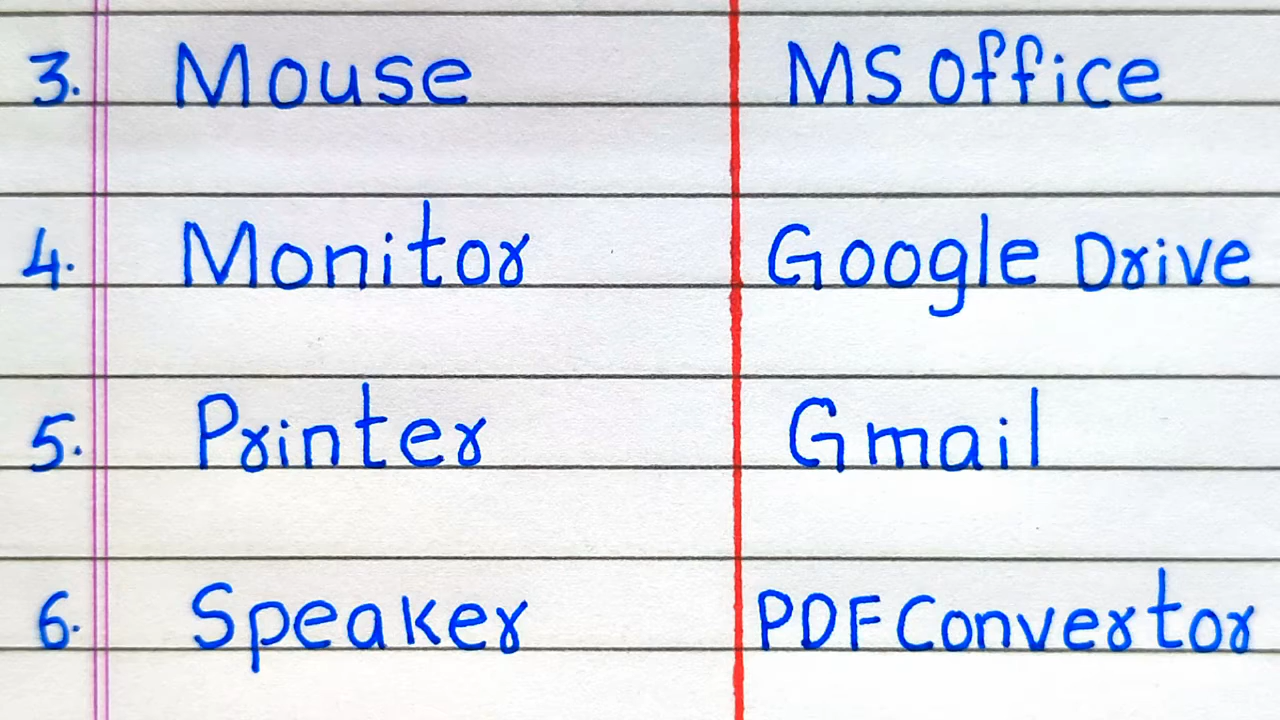 3. Mouse MS Office
4. Monitor Google Drive
5. Printer Gmail
6. Speaker PDF Convertor